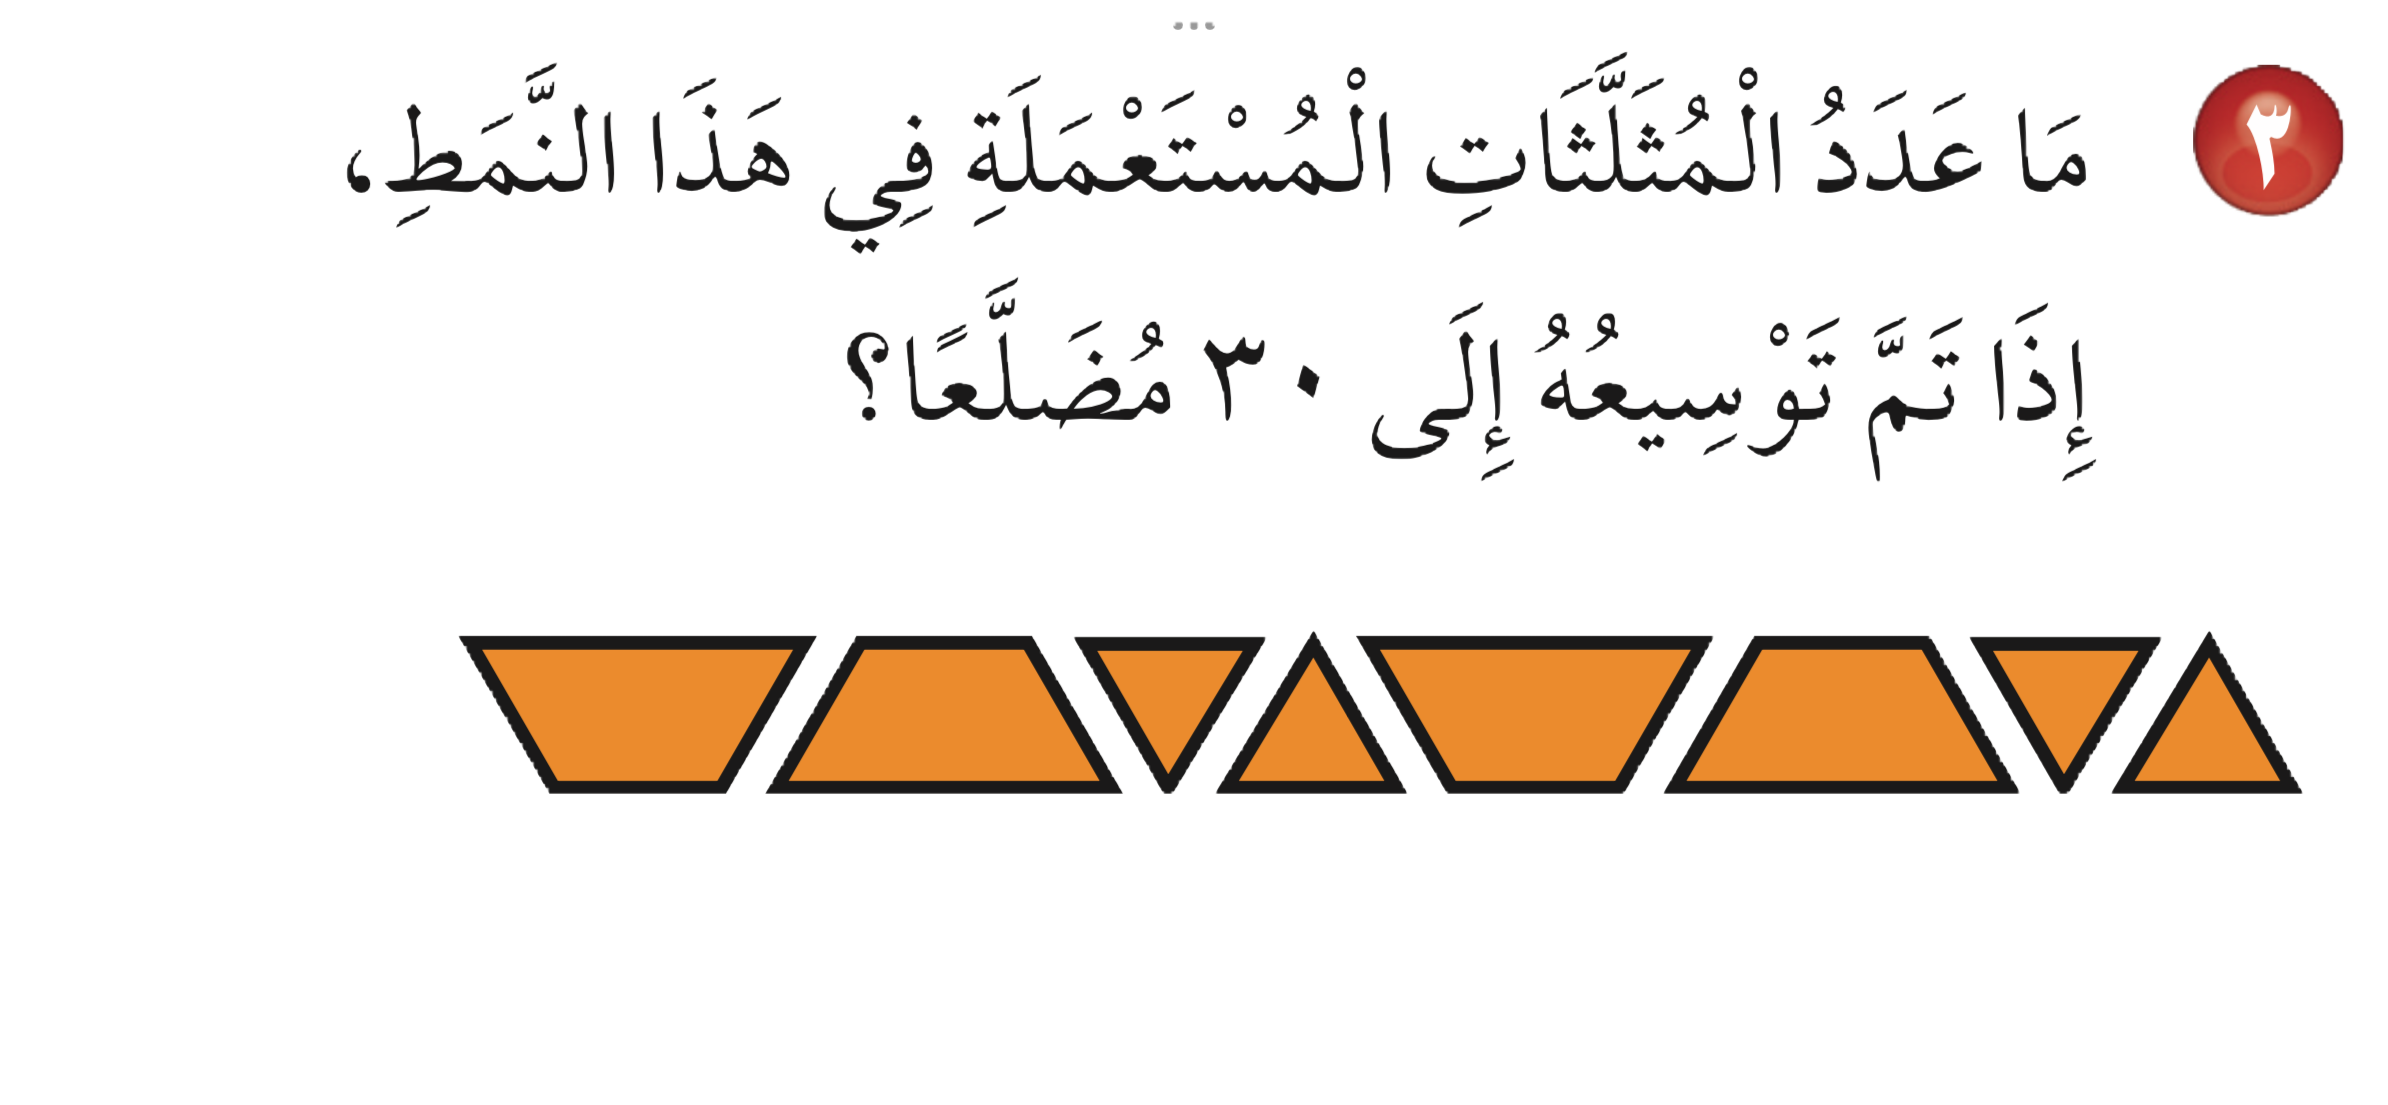 ٣ مَا عَدَدُ الْمُثَلَّثَاتِ الْمُسْتَعْمَلَةِ فِي هَذَا النَّمَطِ،
إِذَا تَمَّ تَوْسِيعُهُ إِلَى ٣٠ مُضَلَّعًا؟